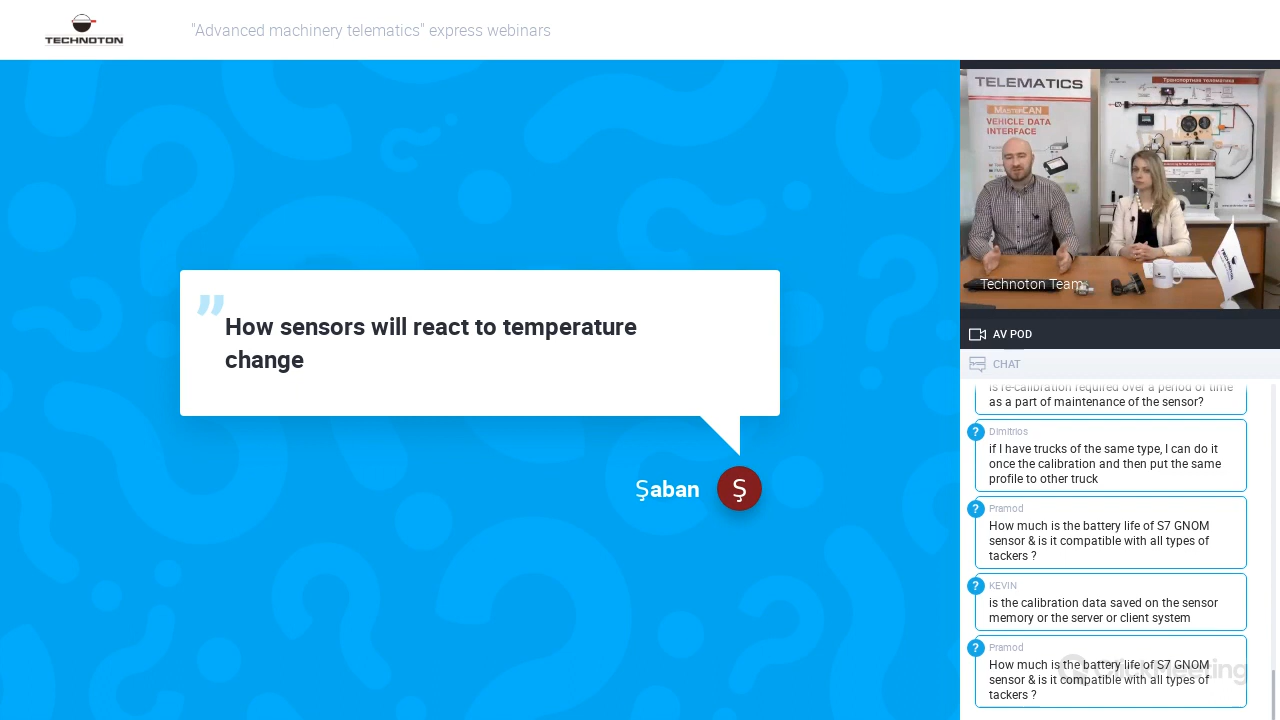 TECHNOTON
"Advanced machinery telematics" express webinars
"
How sensors will react to temperature
change
Şaban
Ş
TELEMATICS
MasterCAN
VEHICLE DATA
INTERFACE
Транспортная телематика
Technoton Team
AV POD
CHAT
is re-calibration required over a period of time
as a part of maintenance of the sensor?
?
Dimitrios
if I have trucks of the same type, I can do it
once the calibration and then put the same
profile to other truck
?
Pramod
How much is the battery life of S7 GNOM
sensor & is it compatible with all types of
tackers ?
?
KEVIN
is the calibration data saved on the sensor
memory or the server or client system
?
Pramod
How much is the battery life of S7 GNOM
sensor & is it compatible with all types of
tackers ?
ClickMeeting